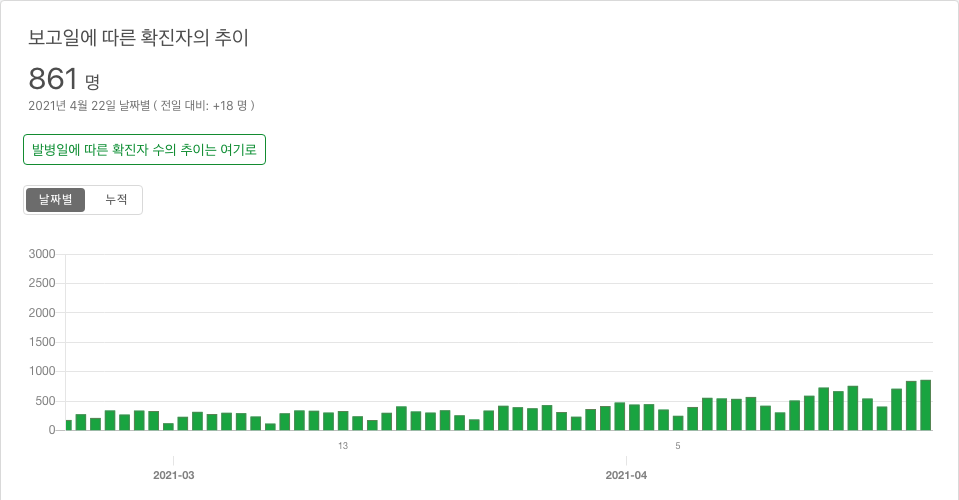 보고일에 따른 확진자의 추이
861 명
2021년 4월 22일 날짜별 ( 전일 대비: +18 명 )
발병일에 따른 확진자 수의 추이는 여기로
날짜별 누적
3000
2500
2000
1500
1000
500
0
13 5
2021-03 2021-04